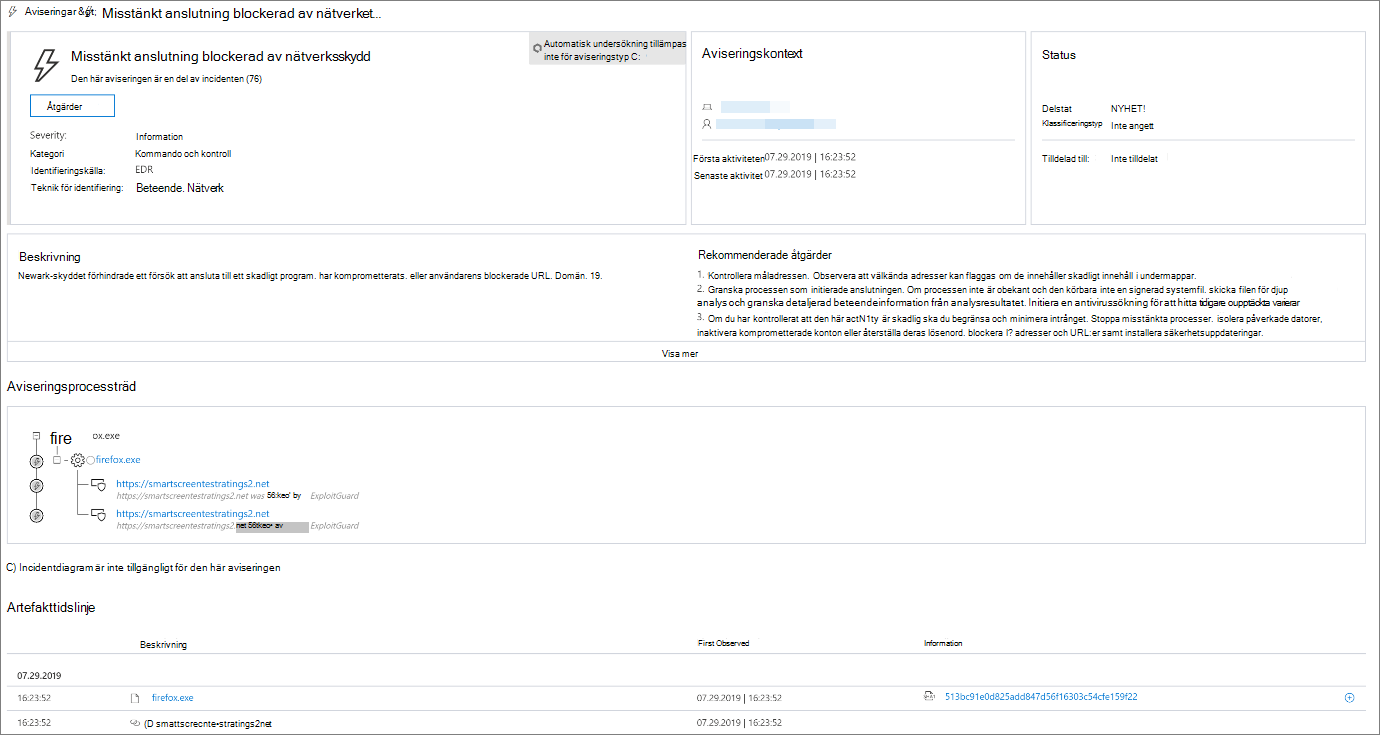 Aviseringar &gt; Misstänkt anslutning blockerad av nätverket...
Misstänkt anslutning blockerad av nätverksskydd
Den här aviseringen är en del av incidenten (76)
Automatisk undersökning tillämpas
inte för aviseringstyp C:
Åtgärder
Severity: Information
Kategori Kommando och kontroll
Identifieringskälla: EDR
Teknik för identifiering: Beteende. Nätverk
Aviseringskontext
Första aktiviteten 07.29.2019 | 16:23:52
Senaste aktivitet 07.29.2019 | 16:23:52
Status
Delstat NYHET!
Klassificeringstyp Inte angett
Tilldelad till: Inte tilldelat
Beskrivning
Newark-skyddet förhindrade ett försök att ansluta till ett skadligt program. har komprometterats. eller användarens blockerade URL. Domän. 19.
Rekommenderade åtgärder
1. Kontrollera måladressen. Observera att välkända adresser kan flaggas om de innehåller skadligt innehåll i undermappar.
2. Granska processen som initierade anslutningen. Om processen inte är obekant och den körbara inte en signerad systemfil. skicka filen för djup
analys och granska detaljerad beteendeinformation från analysresultatet. Initiera en antivirussökning för att hitta tidigare oupptäckta varierar
3. Om du har kontrollerat att den här actN1ty är skadlig ska du begränsa och minimera intrånget. Stoppa misstänkta processer. isolera påverkade datorer,
inaktivera komprometterade konton eller återställa deras lösenord. blockera I? adresser och URL:er samt installera säkerhetsuppdateringar.
Visa mer
Aviseringsprocessträd
fire ox.exe
firefox.exe
https://smartscreentestratings2.net
https://smartscreentestratings2.net was 56:keo' by ExploitGuard
https://smartscreentestratings2.net
https://smartscreentestratings2. net 56tkeo• av ExploitGuard
C) Incidentdiagram är inte tillgängligt för den här aviseringen
Artefakttidslinje
Beskrivning First Observed Information
07.29.2019
16:23:52 firefox.exe 07.29.2019 | 16:23:52 513bc91e0d825add847d56f16303c54cfe159f22
16:23:52 (D smattscrecnte•stratings2net 07.29.2019 | 16:23:52